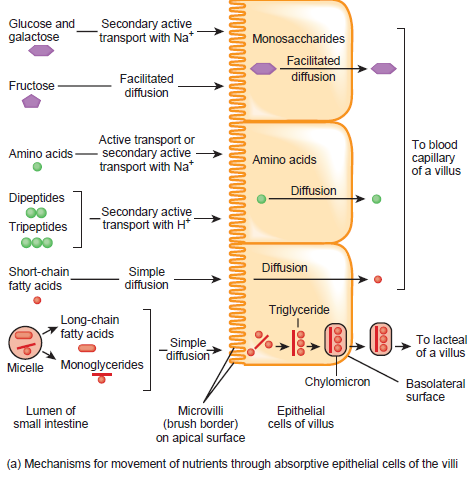 Glucose and
galactose
Secondary active
transport with Na+
Monosaccharides
Facilitated
diffusion
Fructose
Facilitated
diffusion
Amino acids
Active transport or
secondary active
transport with Na+
Amino acids
Diffusion
To blood
capillary
of a villus
Dipeptides
Tripeptides
Secondary active
transport with H+
Short-chain
fatty acids
Simple
diffusion
Diffusion
Long-chain
fatty acids
Micelle
Monoglycerides
Simple
diffusion
Triglyceride
Chylomicron
To lacteal
of a villus
Basolateral
surface
Lumen of
small intestine
Microvilli
(brush border)
on apical surface
Epithelial
cells of villus
(a) Mechanisms for movement of nutrients through absorptive epithelial cells of the villi